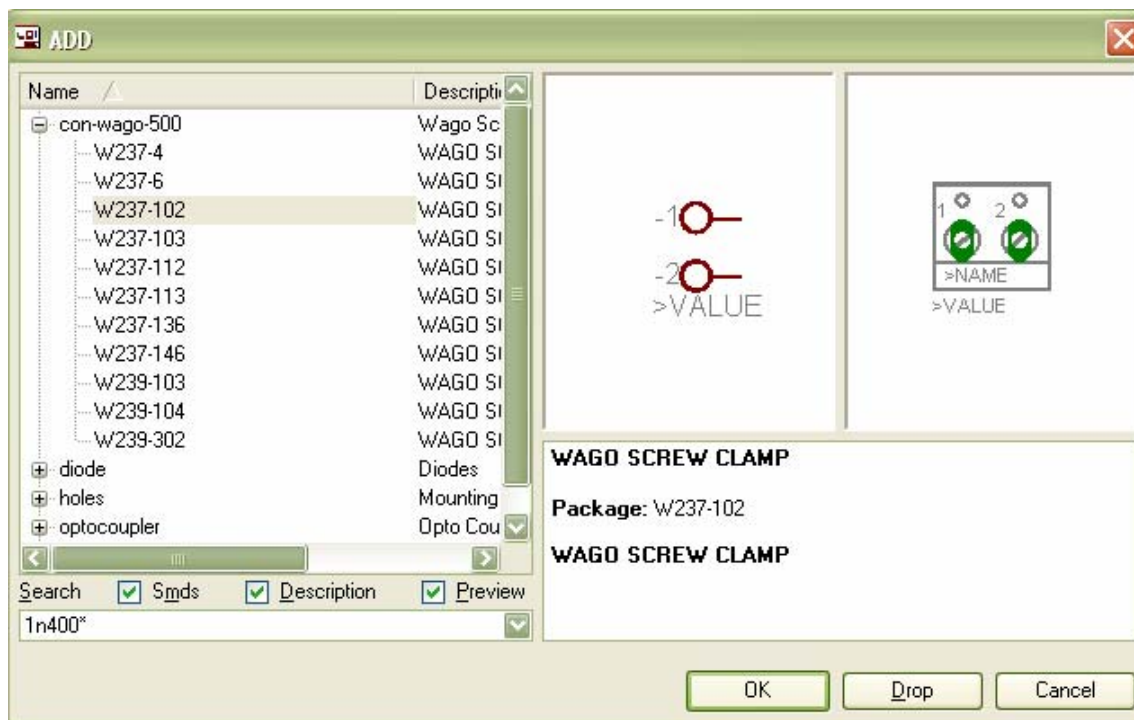 ADD
Name Descripti
con-wago-500 Wago Sc
W237-4 WAGO S
W237-6 WAGO S
W237-102 WAGO S
W237-103 WAGO S
W237-112 WAGO S
W237-113 WAGO S
W237-136 WAGO S
W237-146 WAGO S
W239-103 WAGO S
W239-104 WAGO S
W239-302 WAGO S
diode Diodes
holes Mounting
optocoupler Opto Cou
Search Smds Description Preview
1n400*
-1
-2
>VALUE
1 2
>NAME
>VALUE
WAGO SCREW CLAMP
Package: W237-102
WAGO SCREW CLAMP
OK Drop Cancel